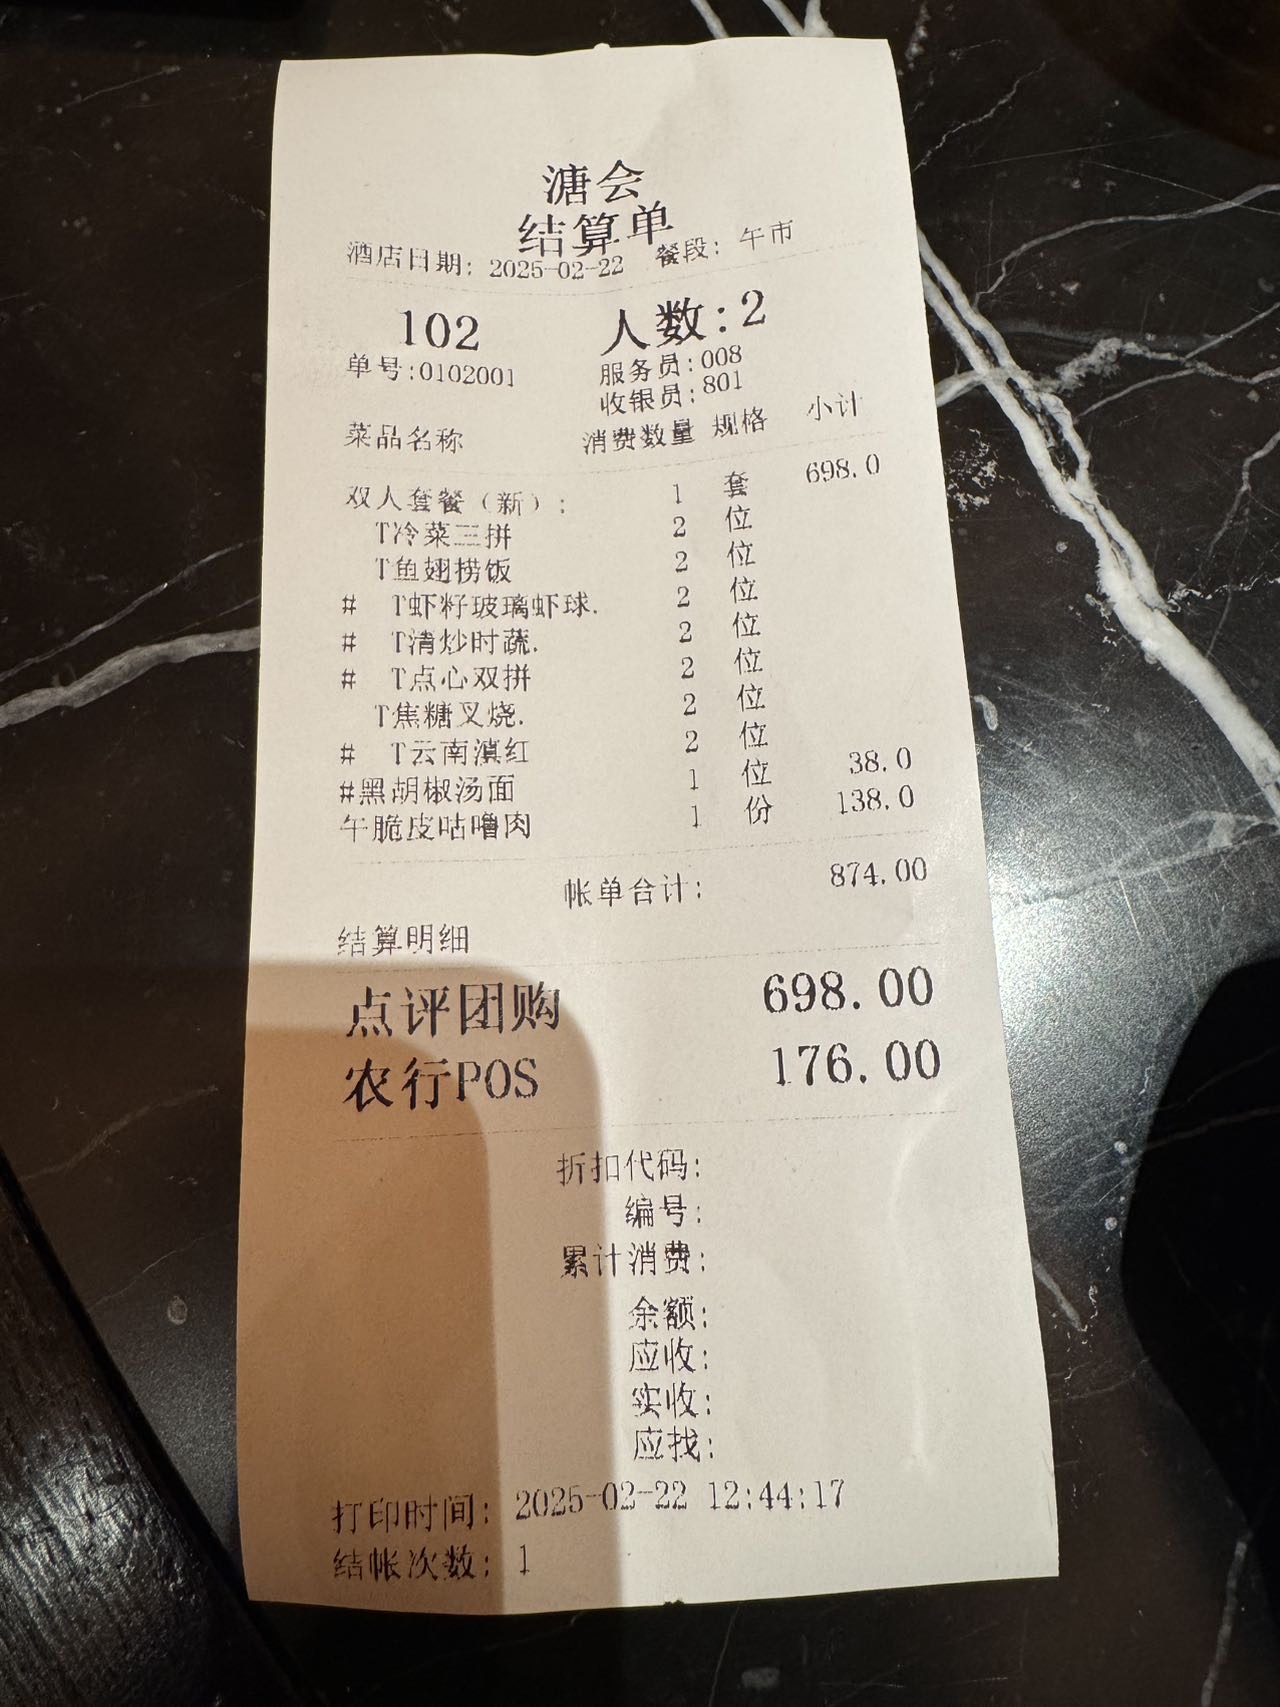 溏会
结算单
酒店日期: 2025-02-22 餐段: 午市
102 人数:2
单号:0102001 服务员:008
收银员:801
菜品名称 消费数量 规格 小计
双人套餐（新）: 1 套 698.0
T冷菜三拼 2 位
T鱼翅捞饭 2 位
# T虾籽玻璃虾球. 2 位
# T清炒时蔬. 2 位
# T点心双拼 2 位
T焦糖叉烧. 2 位
# T云南滇红 2 位
#黑胡椒汤面 1 位 38.0
午脆皮咕噜肉 1 份 138.0
帐单合计: 874.00
结算明细
点评团购 698.00
农行POS 176.00
折扣代码:
编号:
累计消费:
余额:
应收:
实收:
应找:
打印时间: 2025-02-22 12:44:17
结帐次数: 1